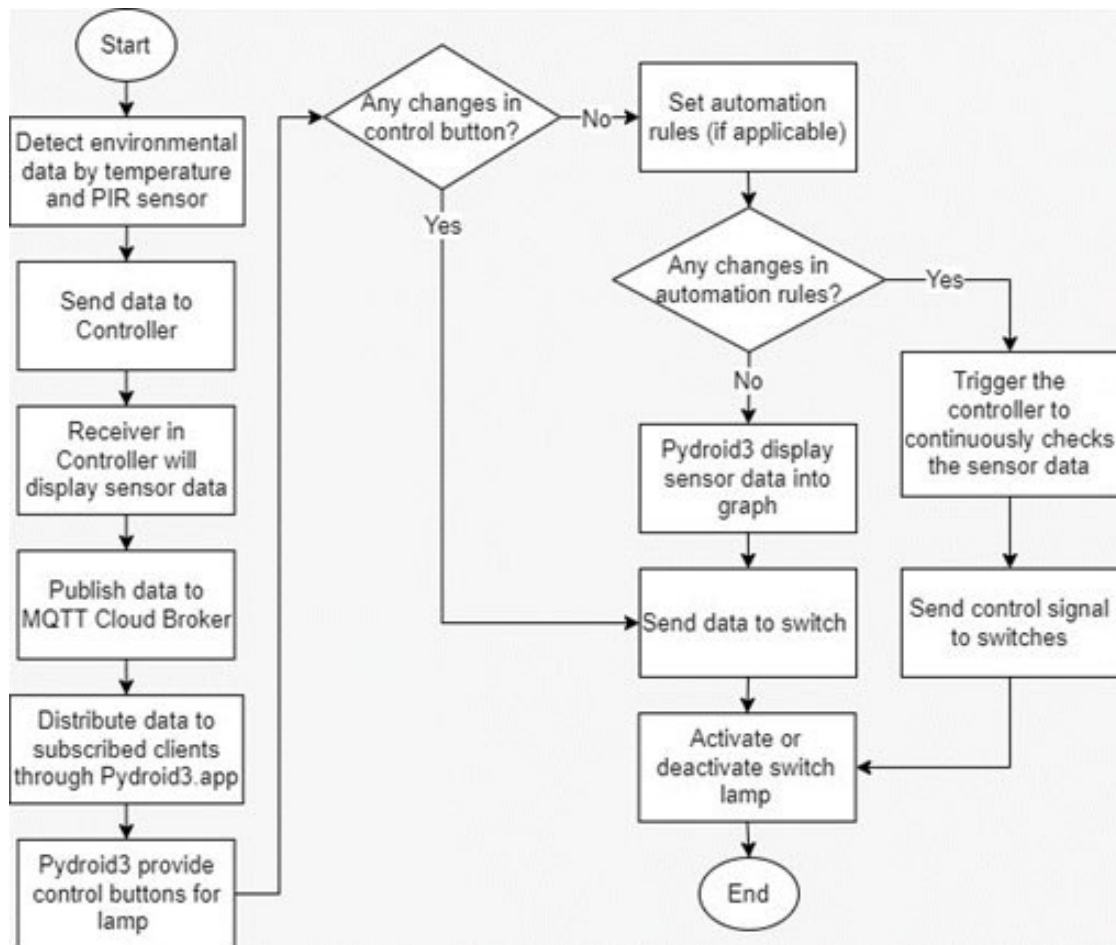 Start
Detect environmental
data by temperature
and PIR sensor
Send data to
Controller
Receiver in
Controller will
display sensor data
Publish data to
MQTT Cloud Broker
Distribute data to
subscribed clients
through Pydroid3.app
Pydroid3 provide
control buttons for
lamp
Any changes in
control button?
No
Yes
Set automation
rules (if applicable)
Any changes in
automation rules?
Yes
No
Pydroid3 display
sensor data into
graph
Send data to switch
Trigger the
controller to
continuously checks
the sensor data
Send control signal
to switches
Activate or
deactivate switch
lamp
End